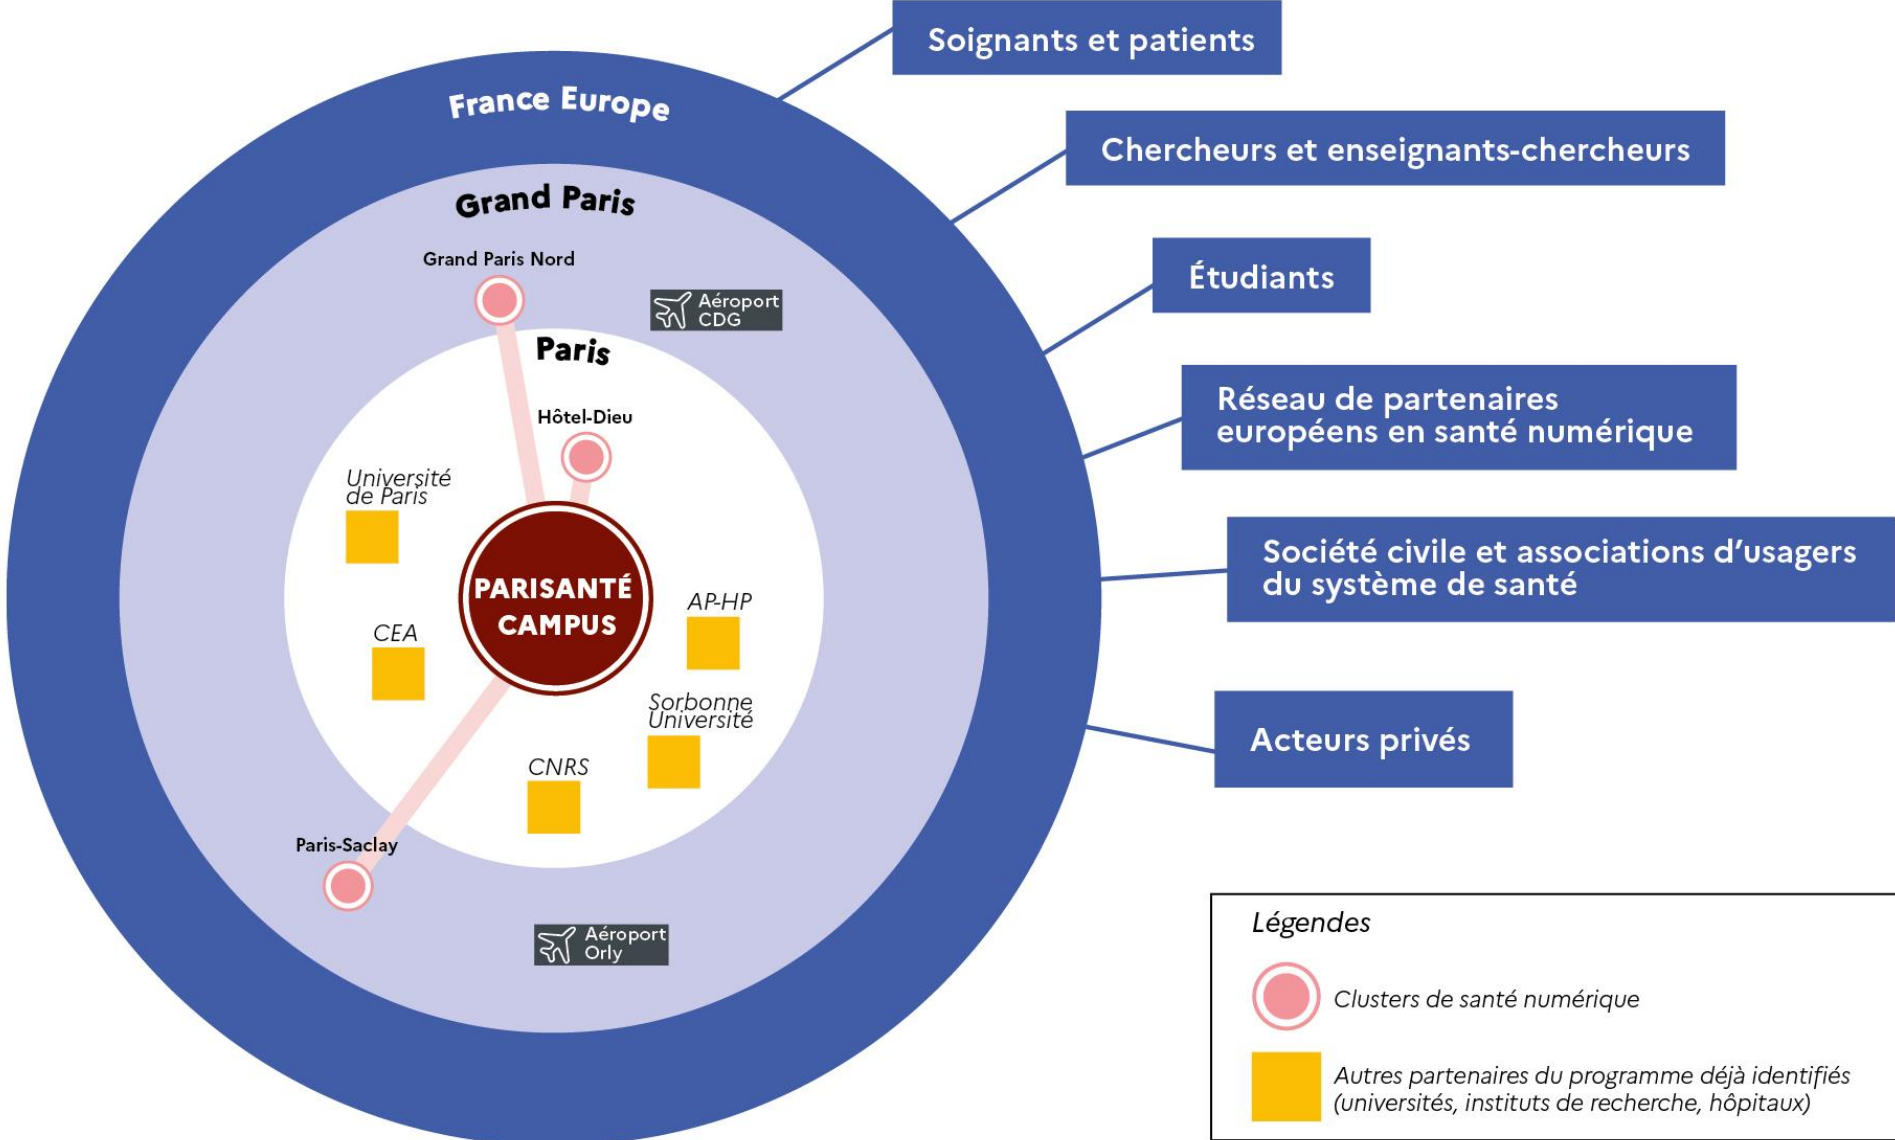 Soignants et patients
France Europe
Chercheurs et enseignants-chercheurs
Grand Paris
Grand Paris Nord
Étudiants
Aéroport
CDG
Paris
Hôtel-Dieu
Réseau de partenaires
européens en santé numérique
Université
de Paris
Société civile et associations d’usagers
du système de santé
PARISANTÉ
CAMPUS
AP-HP
CEA
Sorbonne
Université
Acteurs privés
CNRS
Paris-Saclay
Aéroport
Orly
Légendes
Clusters de santé numérique
Autres partenaires du programme déjà identifiés
(universités, instituts de recherche, hôpitaux)